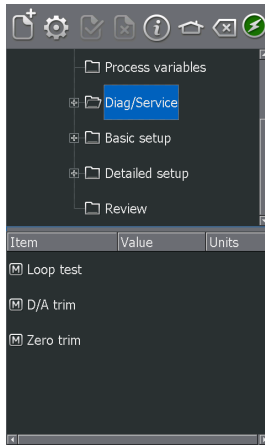 Process variables
Diag/Service
Basic setup
Detailed setup
Review
Item Value Units
M Loop test
M D/A trim
M Zero trim